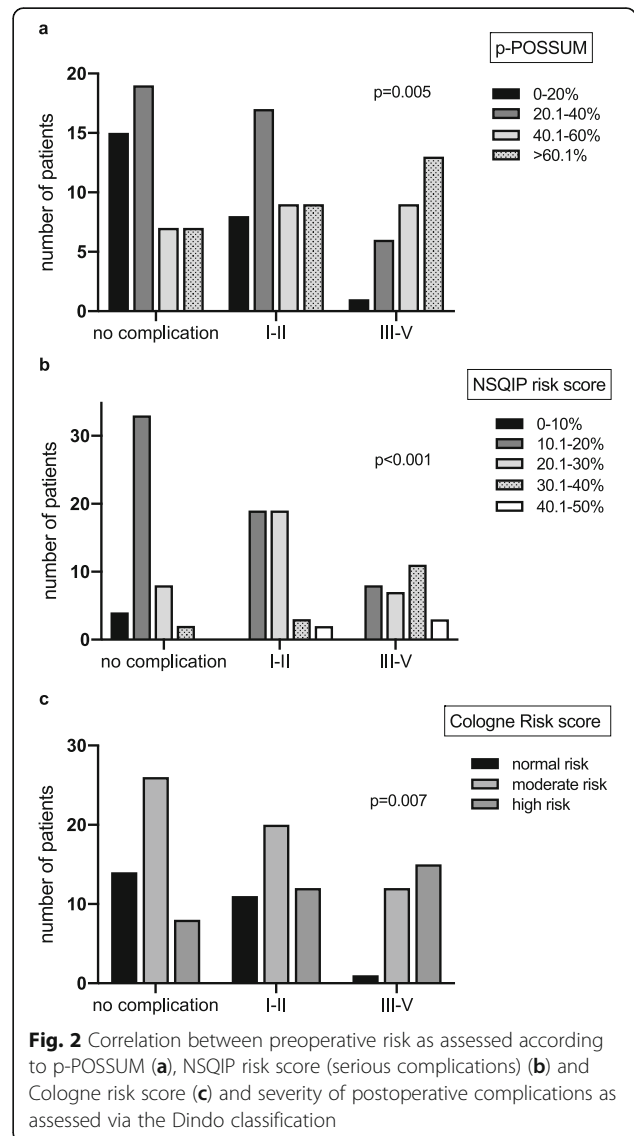 a
p-POSSUM
number of patients
20
15
10
5
0
p=0.005
0-20%
20.1-40%
40.1-60%
>60.1%
no complication I-II III-V
b
NSQIP risk score
number of patients
30
20
10
0
p<0.001
0-10%
10.1-20%
20.1-30%
30.1-40%
40.1-50%
no complication I-II III-V
c
Cologne Risk score
number of patients
30
20
10
0
p=0.007
normal risk
moderate risk
high risk
no complication I-II III-V
Fig. 2 Correlation between preoperative risk as assessed according
to p-POSSUM (a), NSQIP risk score (serious complications) (b) and
Cologne risk score (c) and severity of postoperative complications as
assessed via the Dindo classification